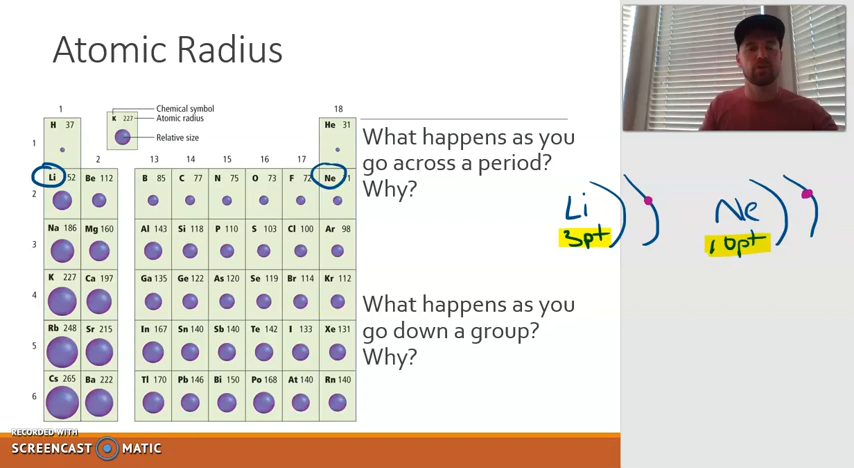 Atomic Radius
1
18
Chemical symbol
K 227
Atomic radius
Relative size
H 37
He 31
1
2
13
14
15
16
17
Li 152
Be 112
B 85
C 77
N 75
O 73
F 72
Ne 71
2
Na 186
Mg 160
Al 143
Si 118
P 110
S 103
Cl 100
Ar 98
3
K 227
Ca 197
Ga 135
Ge 122
As 120
Se 119
Br 114
Kr 112
4
Rb 248
Sr 215
In 167
Sn 140
Sb 140
Te 142
I 133
Xe 131
5
Cs 265
Ba 222
Tl 170
Pb 146
Bi 150
Po 168
At 140
Rn 140
6
What happens as you
go across a period?
Why?
What happens as you
go down a group?
Why?
Li
3pt
Ne
10pt
RECORDED WITH
SCREENCAST MATIC